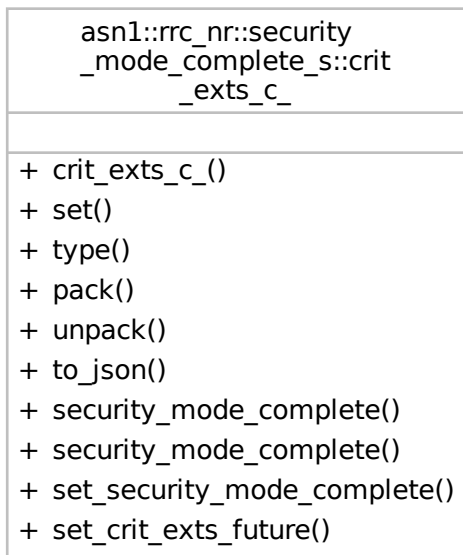 asn1::rrc_nr::security
_mode_complete_s::crit
_exts_c_
+ crit_exts_c_()
+ set()
+ type()
+ pack()
+ unpack()
+ to_json()
+ security_mode_complete()
+ security_mode_complete()
+ set_security_mode_complete()
+ set_crit_exts_future()